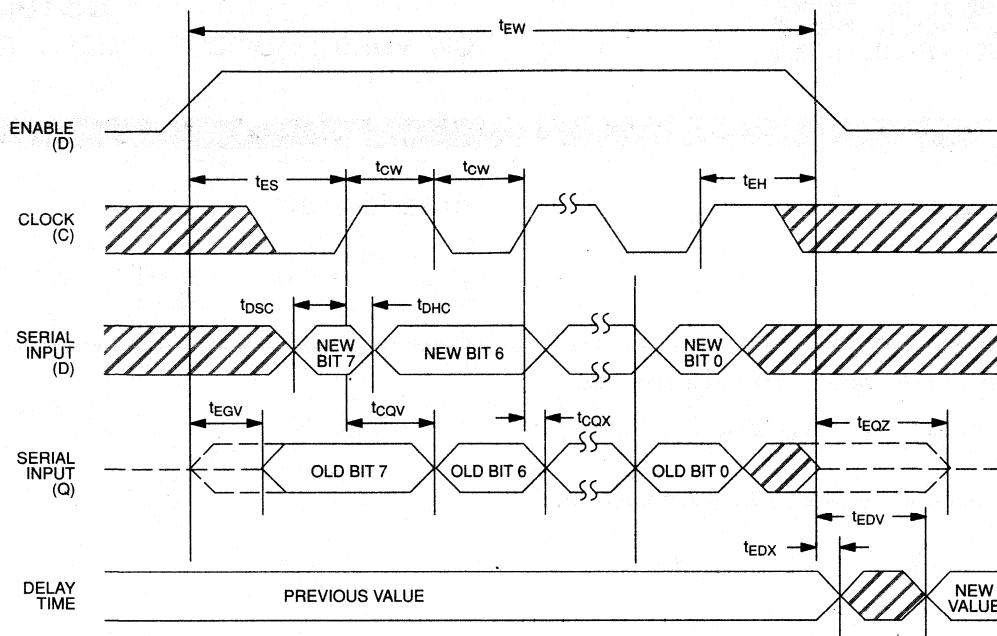 tEW
ENABLE
(D)
tES
tCW
tCW
tEH
CLOCK
(C)
tDSC
tDHC
SERIAL
INPUT
(D)
NEW
BIT 7
NEW BIT 6
NEW
BIT 0
tEGV
tCQV
tCQX
tEQZ
SERIAL
INPUT
(Q)
OLD BIT 7
OLD BIT 6
OLD BIT 0
tEDV
tEDX
DELAY
TIME
PREVIOUS VALUE
NEW
VALUE